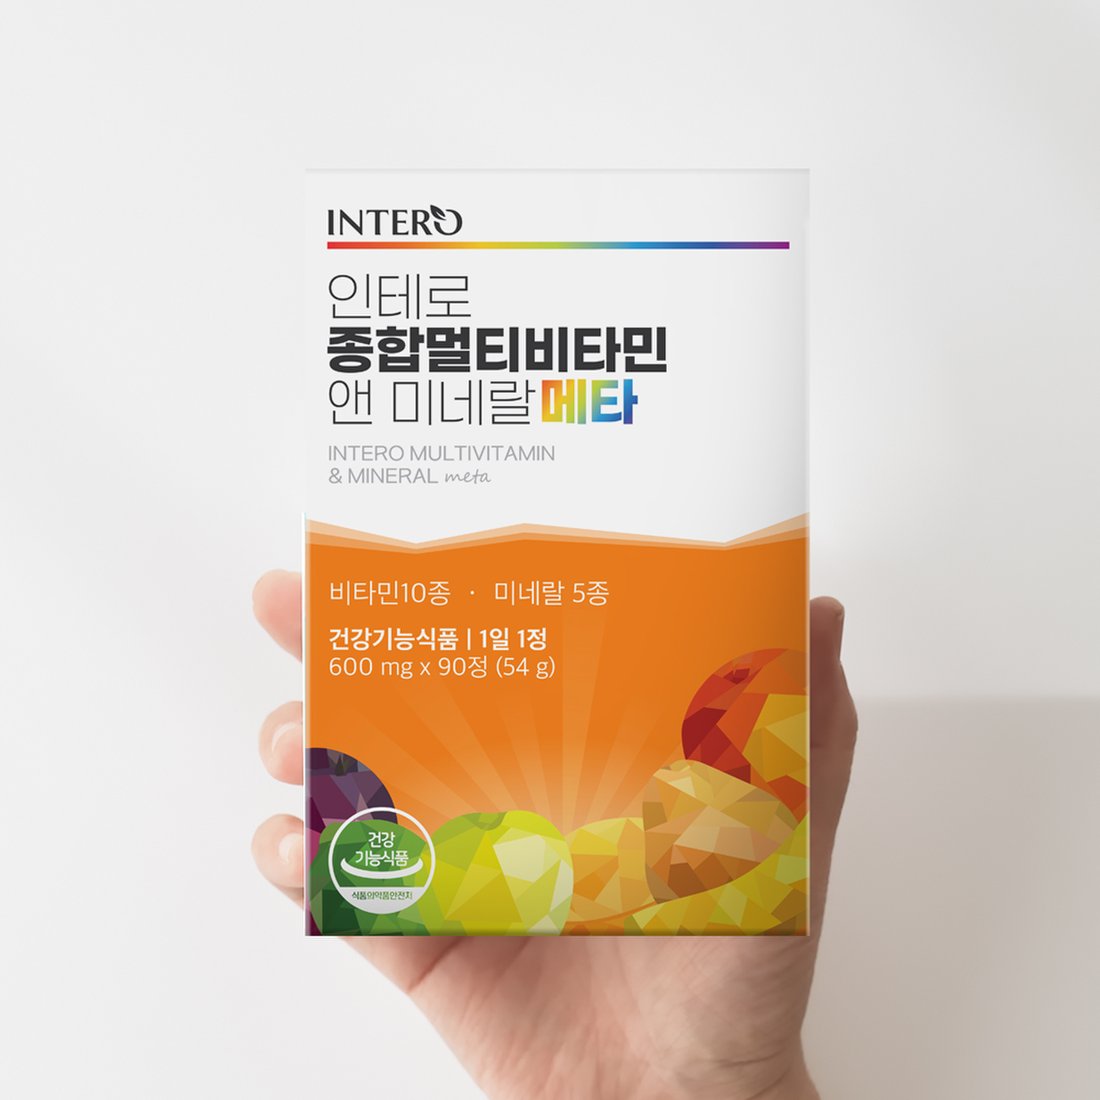 INTERO
인테로
종합멀티비타민
앤 미네랄 메타
INTERO MULTIVITAMIN
& MINERAL meta
비타민10종 · 미네랄 5종
건강기능식품 | 1일 1정
600 mg x 90정 (54 g)
건강
기능식품
식품의약품안전처